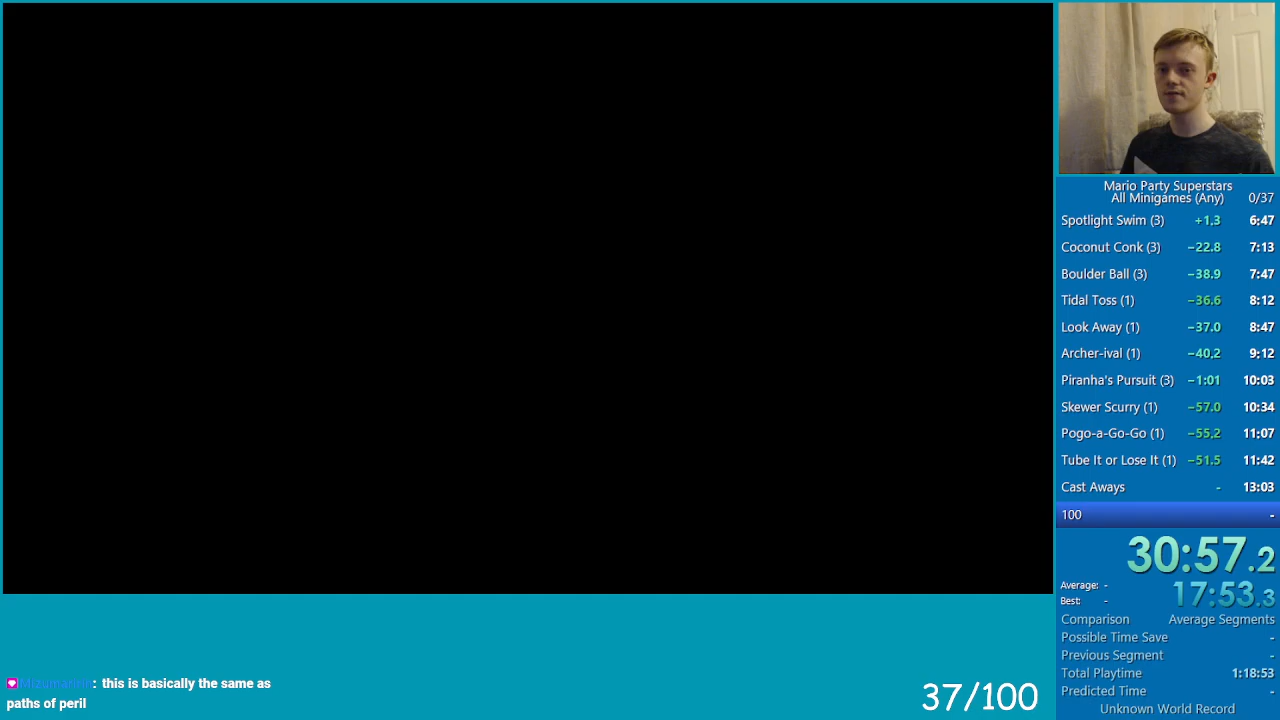 Mario Party Superstars
All Minigames (Any) 0/37
Spotlight Swim (3) +1.3 6:47
Coconut Conk (3) −22.8 7:13
Boulder Ball (3) −38.9 7:47
Tidal Toss (1) −36.6 8:12
Look Away (1) −37.0 8:47
Archer-ival (1) −40.2 9:12
Piranha's Pursuit (3) −1:01 10:03
Skewer Scurry (1) −57.0 10:34
Pogo-a-Go-Go (1) −55.2 11:07
Tube It or Lose It (1) −51.5 11:42
Cast Aways - 13:03
100 -
30:57.2
Average: -
17:53.3
Best: -
Comparison Average Segments
Possible Time Save -
Previous Segment -
Total Playtime 1:18:53
Predicted Time -
Unknown World Record
: this is basically the same as
paths of peril
37/100